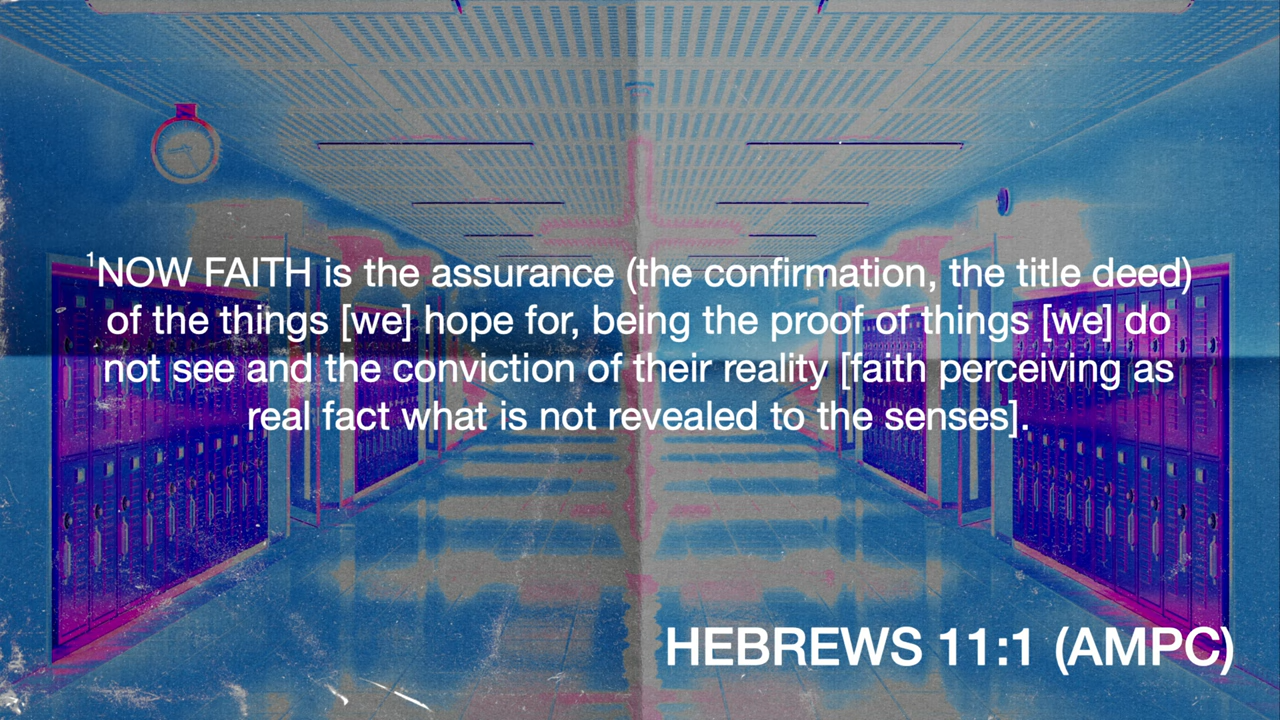 ¹NOW FAITH is the assurance (the confirmation, the title deed)
of the things [we] hope for, being the proof of things [we] do
not see and the conviction of their reality [faith perceiving as
real fact what is not revealed to the senses].
HEBREWS 11:1 (AMPC)